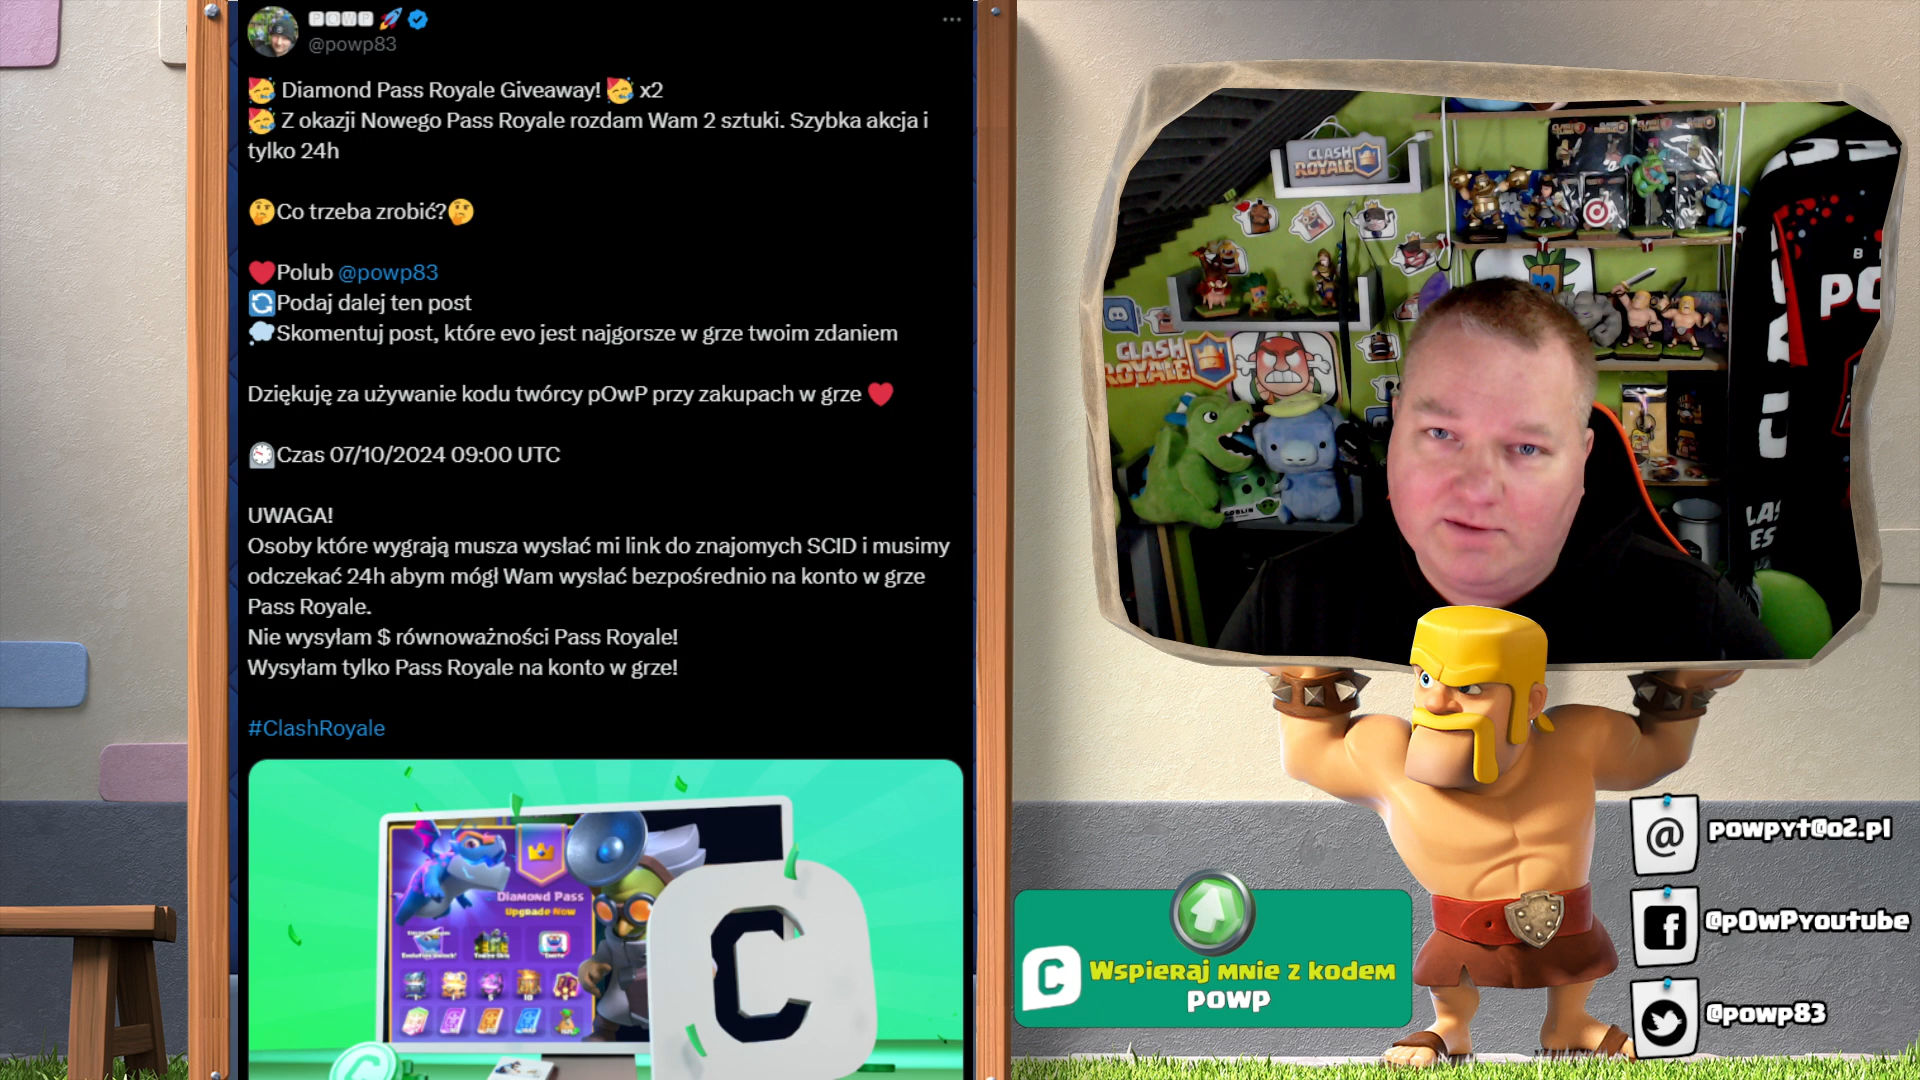 POWP
@powp83
Diamond Pass Royale Giveaway! x2
Z okazji Nowego Pass Royale rozdam Wam 2 sztuki. Szybka akcja i
tylko 24h
Co trzeba zrobić?
Polub @powp83
Podaj dalej ten post
Skomentuj post, które evo jest najgorsze w grze twoim zdaniem
Dziękuję za używanie kodu twórcy pOwP przy zakupach w grze
Czas 07/10/2024 09:00 UTC
UWAGA!
Osoby które wygrają musza wysłać mi link do znajomych SCID i musimy
odczekać 24h abym mógł Wam wysłać bezpośrednio na konto w grze
Pass Royale.
Nie wysyłam $ równoważności Pass Royale!
Wysyłam tylko Pass Royale na konto w grze!
#ClashRoyale
Diamond Pass
Upgrade Now
C
CLASH
ROYALE
CLASH
ROYALE
GOBLIN
C
Wspieraj mnie z kodem
powp
@
powpyt@o2.pl
f
@pOwPyoutube
@powp83